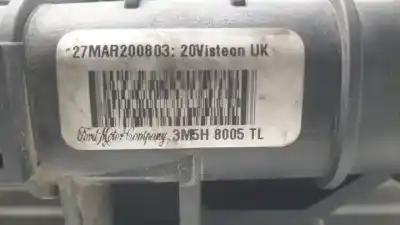 27MAR200803: 20Visteon UK
Ford Motor Company 3M5H 8005 TL